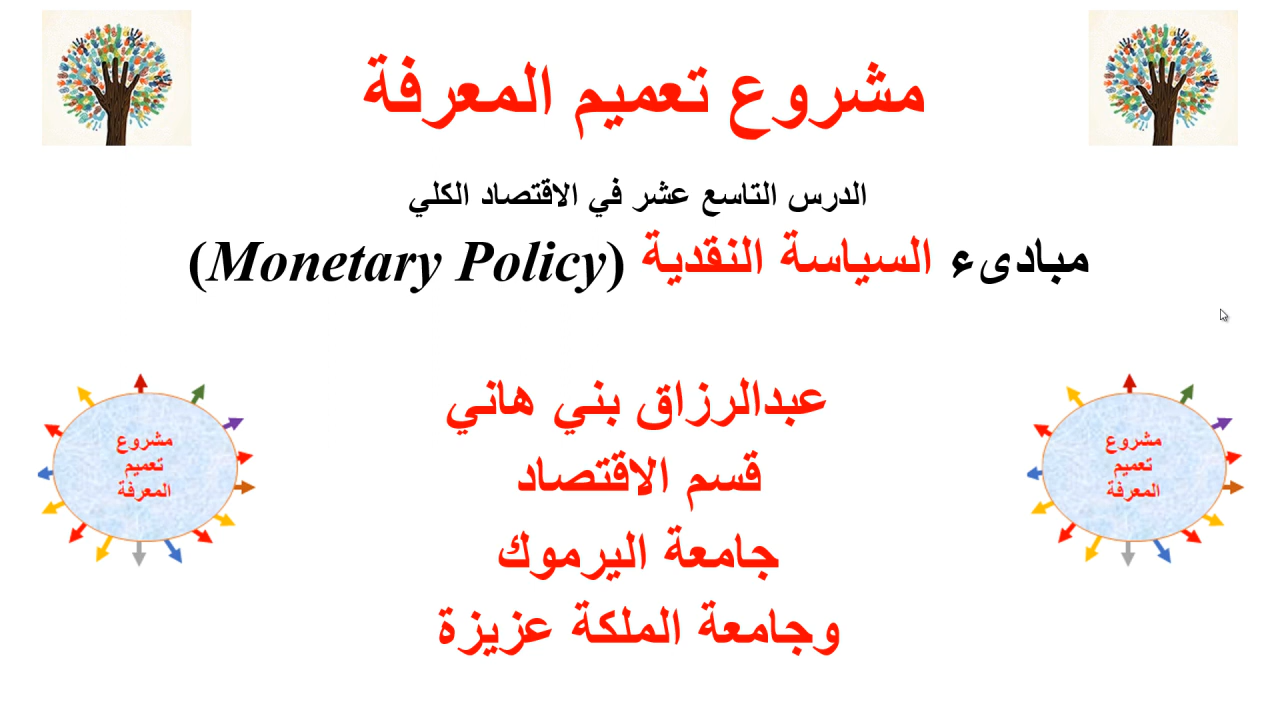 مشروع تعميم المعرفة
الدرس التاسع عشر في الاقتصاد الكلي
مبادىء السياسة النقدية (Monetary Policy)
عبدالرزاق بني هاني
قسم الاقتصاد
جامعة اليرموك
وجامعة الملكة عزيزة
مشروع
تعميم
المعرفة
مشروع
تعميم
المعرفة